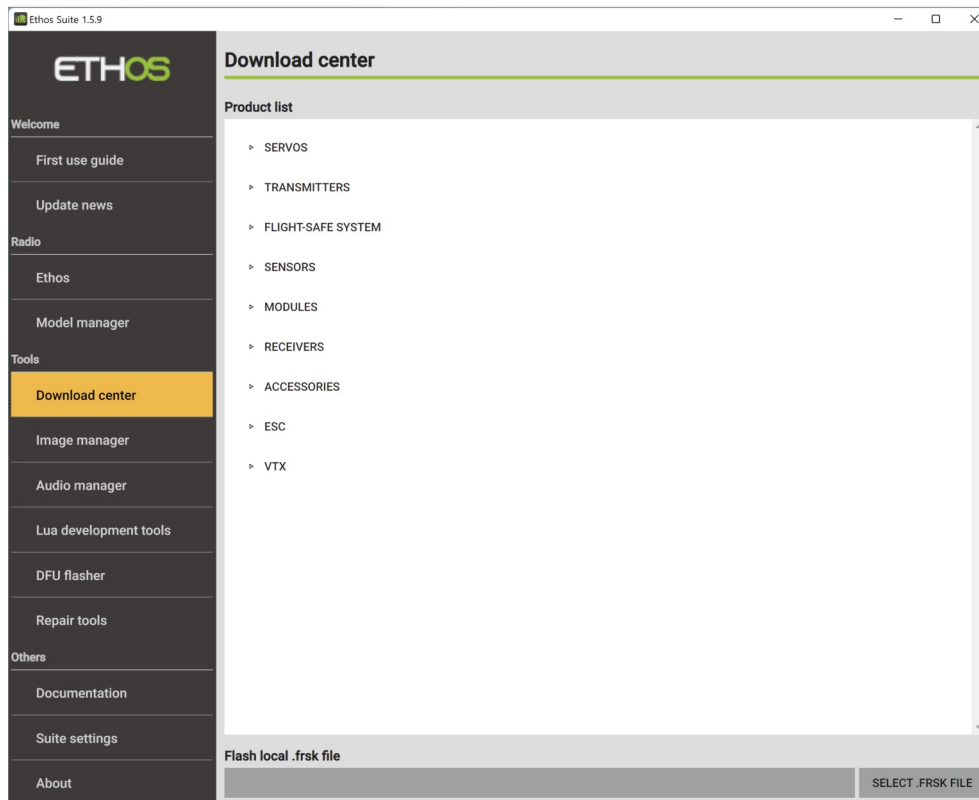 Ethos Suite 1.5.9
ETHOS
Welcome
First use guide
Update news
Radio
Ethos
Model manager
Tools
Download center
Image manager
Audio manager
Lua development tools
DFU flasher
Repair tools
Others
Documentation
Suite settings
About
Download center
Product list
SERVOS
TRANSMITTERS
FLIGHT-SAFE SYSTEM
SENSORS
MODULES
RECEIVERS
ACCESSORIES
ESC
VTX
Flash local .frsk file
SELECT .FRSK FILE